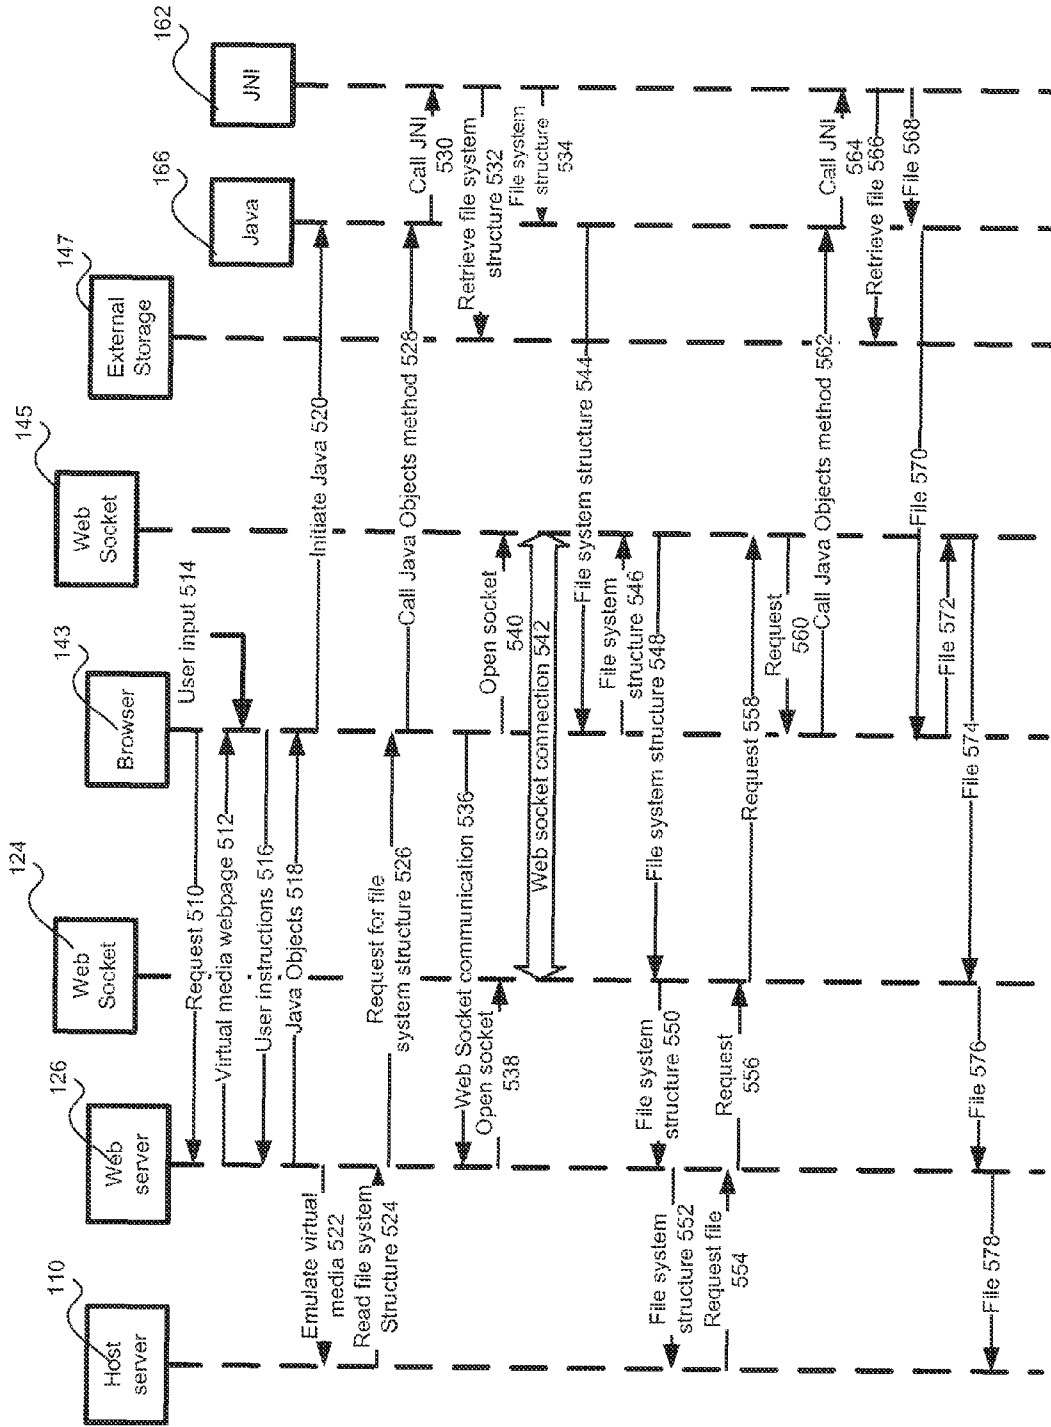 110
Host
server
126
Web
server
124
Web
Socket
143
Browser
145
Web
Socket
147
External
Storage
166
Java
162
JNI
Request 510
Virtual media webpage 512
User input 514
User instructions 516
Java Objects 518
Initiate Java 520
Emulate virtual
media 522
Read file system
Structure 524
Request for file
system structure 526
Call Java Objects method 528
Call JNI
530
Retrieve file system
structure 532
File system
structure
534
Web Socket communication 536
Open socket
538
Open socket
540
Web socket connection 542
File system structure 544
File system
structure 546
File system structure 548
File system
structure 550
File system
structure 552
Request file
554
Request
556
Request 558
Request
560
Call Java Objects method 562
Call JNI
564
Retrieve file 566
File 568
File 570
File 572
File 574
File 576
File 578